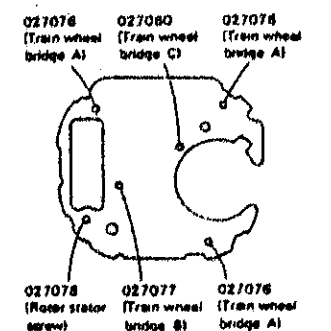 027076
(Train wheel
bridge A)
027060
(Train wheel
bridge C)
027076
(Train wheel
bridge A)
027078
(Rotor stator
screw)
027077
(Train wheel
bridge B)
027076
(Train wheel
bridge A)